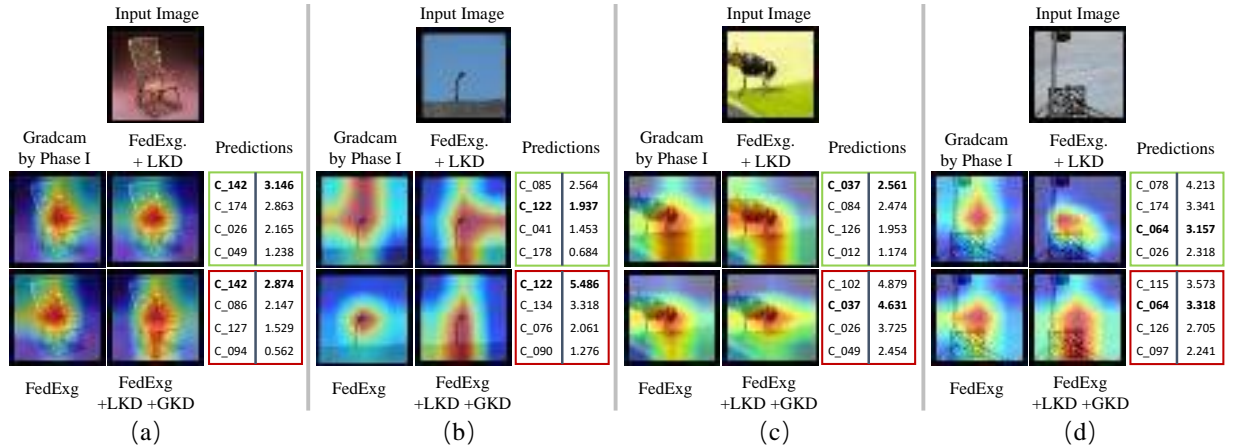 Input Image
Gradcam
by Phase I
FedExg.
+ LKD
Predictions
C_142 3.146
C_174 2.863
C_026 2.165
C_049 1.238
C_142 2.874
C_086 2.147
C_127 1.529
C_094 0.562
FedExg
FedExg
+LKD +GKD
(a)
Input Image
Gradcam
by Phase I
FedExg.
+ LKD
Predictions
C_085 2.564
C_122 1.937
C_041 1.453
C_178 0.684
C_122 5.486
C_134 3.318
C_076 2.061
C_090 1.276
FedExg
FedExg
+LKD +GKD
(b)
Input Image
Gradcam
by Phase I
FedExg.
+ LKD
Predictions
C_037 2.561
C_084 2.474
C_126 1.953
C_012 1.174
C_102 4.879
C_037 4.631
C_026 3.725
C_049 2.454
FedExg
FedExg
+LKD +GKD
(c)
Input Image
Gradcam
by Phase I
FedExg.
+ LKD
Predictions
C_078 4.213
C_174 3.341
C_064 3.157
C_026 2.318
C_115 3.573
C_064 3.318
C_126 2.705
C_097 2.241
FedExg
FedExg
+LKD +GKD
(d)